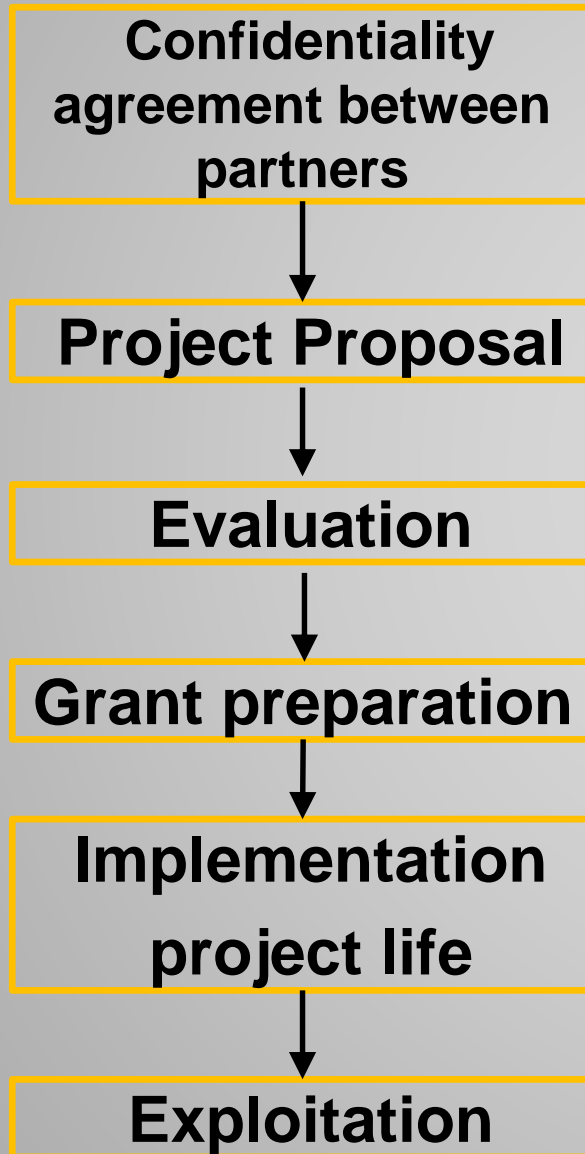 Confidentiality
agreement between
partners
Project Proposal
Evaluation
Grant preparation
Implementation
project life
Exploitation